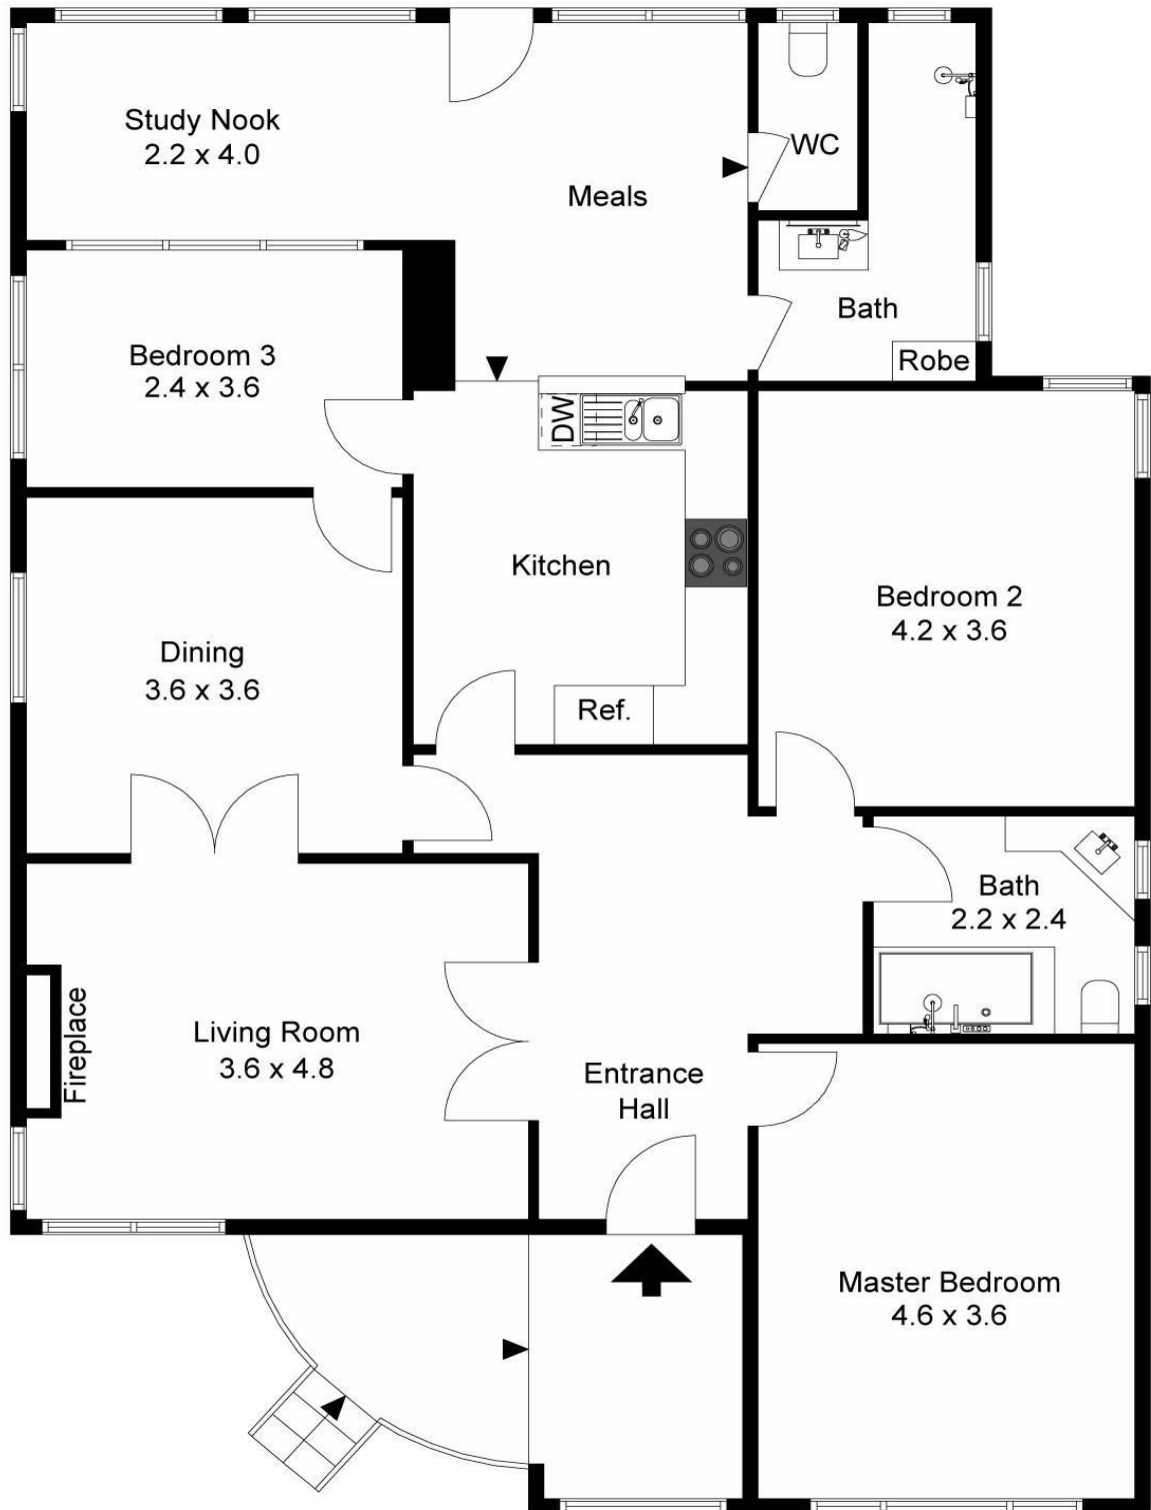 Study Nook
2.2 x 4.0
WC
Meals
Bath
Robe
Bedroom 3
2.4 x 3.6
DW
Kitchen
Ref.
Bedroom 2
4.2 x 3.6
Dining
3.6 x 3.6
Bath
2.2 x 2.4
Fireplace
Living Room
3.6 x 4.8
Entrance
Hall
Master Bedroom
4.6 x 3.6